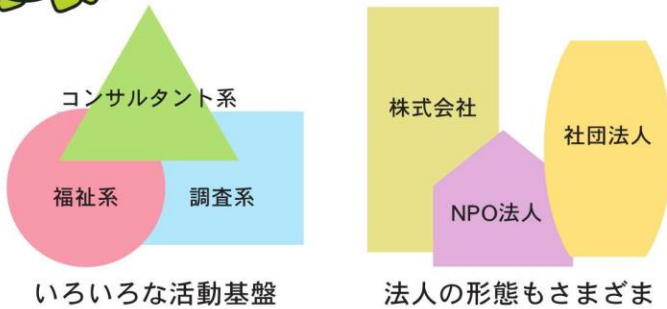 コンサルタント系
福祉系
調査系
いろいろな活動基盤
株式会社
社団法人
NPO法人
法人の形態もさまざま